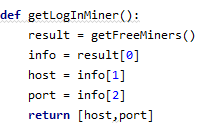 def getLogInMiner():
    result = getFreeMiners()
    info = result[0]
    host = info[1]
    port = info[2]
    return [host,port]